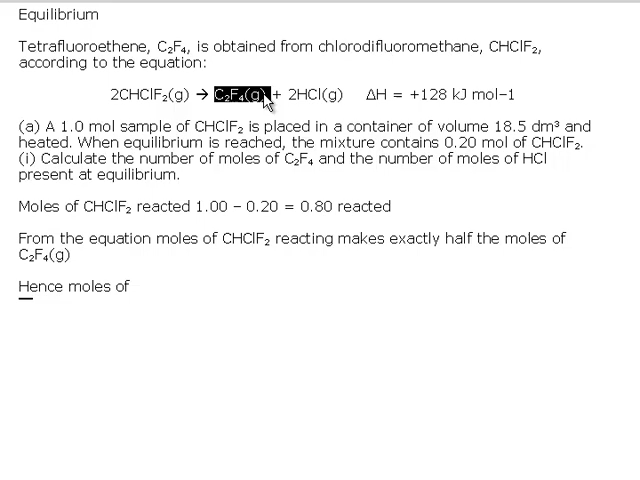 Equilibrium
Tetrafluoroethene, C₂F₄, is obtained from chlorodifluoromethane, CHClF₂,
according to the equation:
2CHClF₂(g) → C₂F₄(g) + 2HCl(g) ΔH = +128 kJ mol–1
(a) A 1.0 mol sample of CHClF₂ is placed in a container of volume 18.5 dm³ and
heated. When equilibrium is reached, the mixture contains 0.20 mol of CHClF₂.
(i) Calculate the number of moles of C₂F₄ and the number of moles of HCl
present at equilibrium.
Moles of CHClF₂ reacted 1.00 – 0.20 = 0.80 reacted
From the equation moles of CHClF₂ reacting makes exactly half the moles of
C₂F₄(g)
Hence moles of